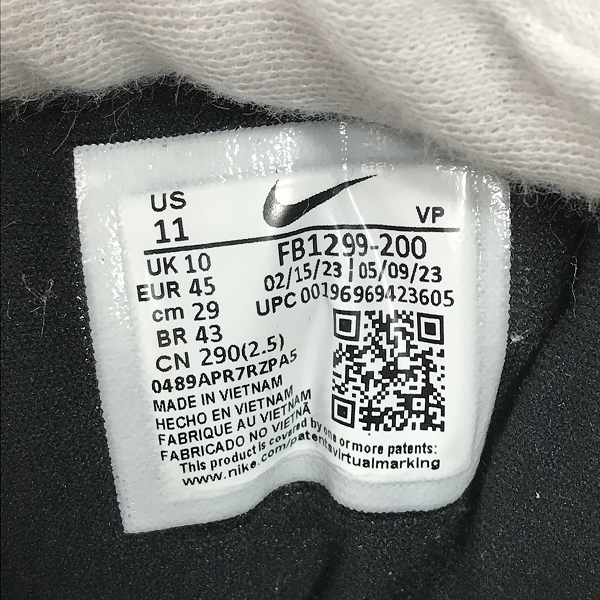 US
11
VP
UK 10
EUR 45
cm 29
BR 43
CN 290(2.5)
FB1299-200
02/15/23 | 05/09/23
UPC 00196969423605
0489APR7RZPA5
MADE IN VIETNAM
HECHO EN VIETNAM
FABRIQUE AU VIETNAM
FABRICADO NO VIETNÃ
This product is covered by one or more patents:
www.nike.com/patentsvirtualmarking